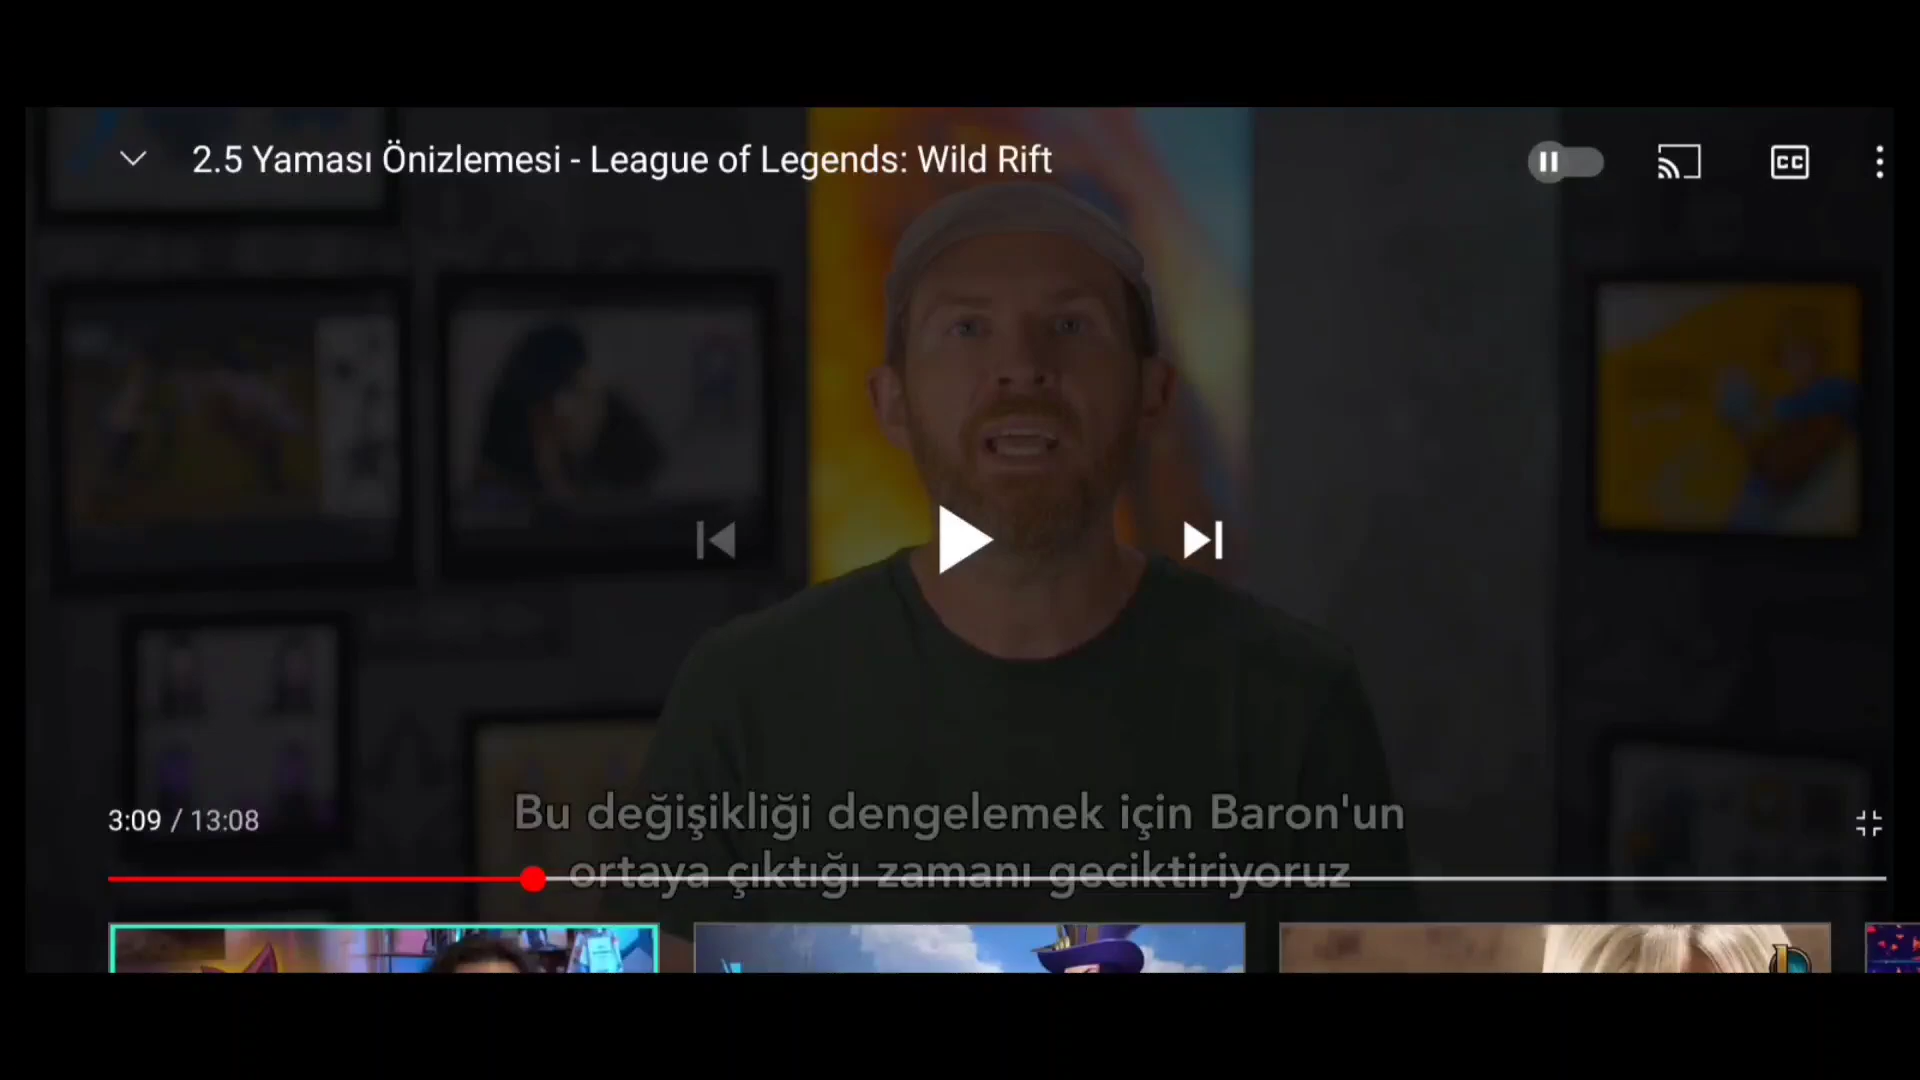 2.5 Yaması Önizlemesi - League of Legends: Wild Rift
CC
3:09 / 13:08
Bu değişikliği dengelemek için Baron'un
ortaya çıktığı zamanı geciktiriyoruz